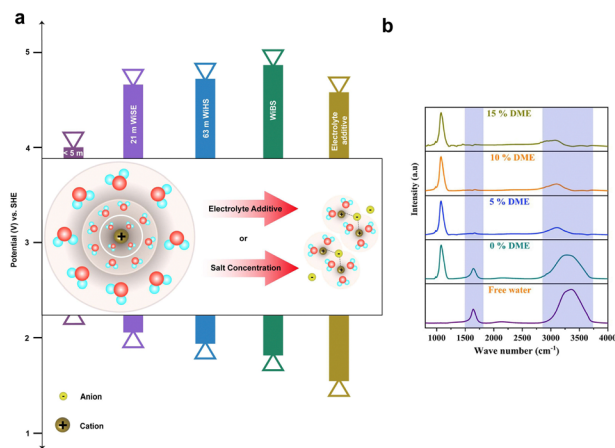 a
b
Potential (V) vs. SHE
5
4
3
2
1
< 5 m
21 m WiSE
63 m WiHS
WiBS
Electrolyte
additive
Electrolyte Additive
or
Salt Concentration
+
Anion
Cation
Intensity (a.u)
15 % DME
10 % DME
5 % DME
0 % DME
Free water
1000 1500 2000 2500 3000 3500 4000
Wave number (cm⁻¹)